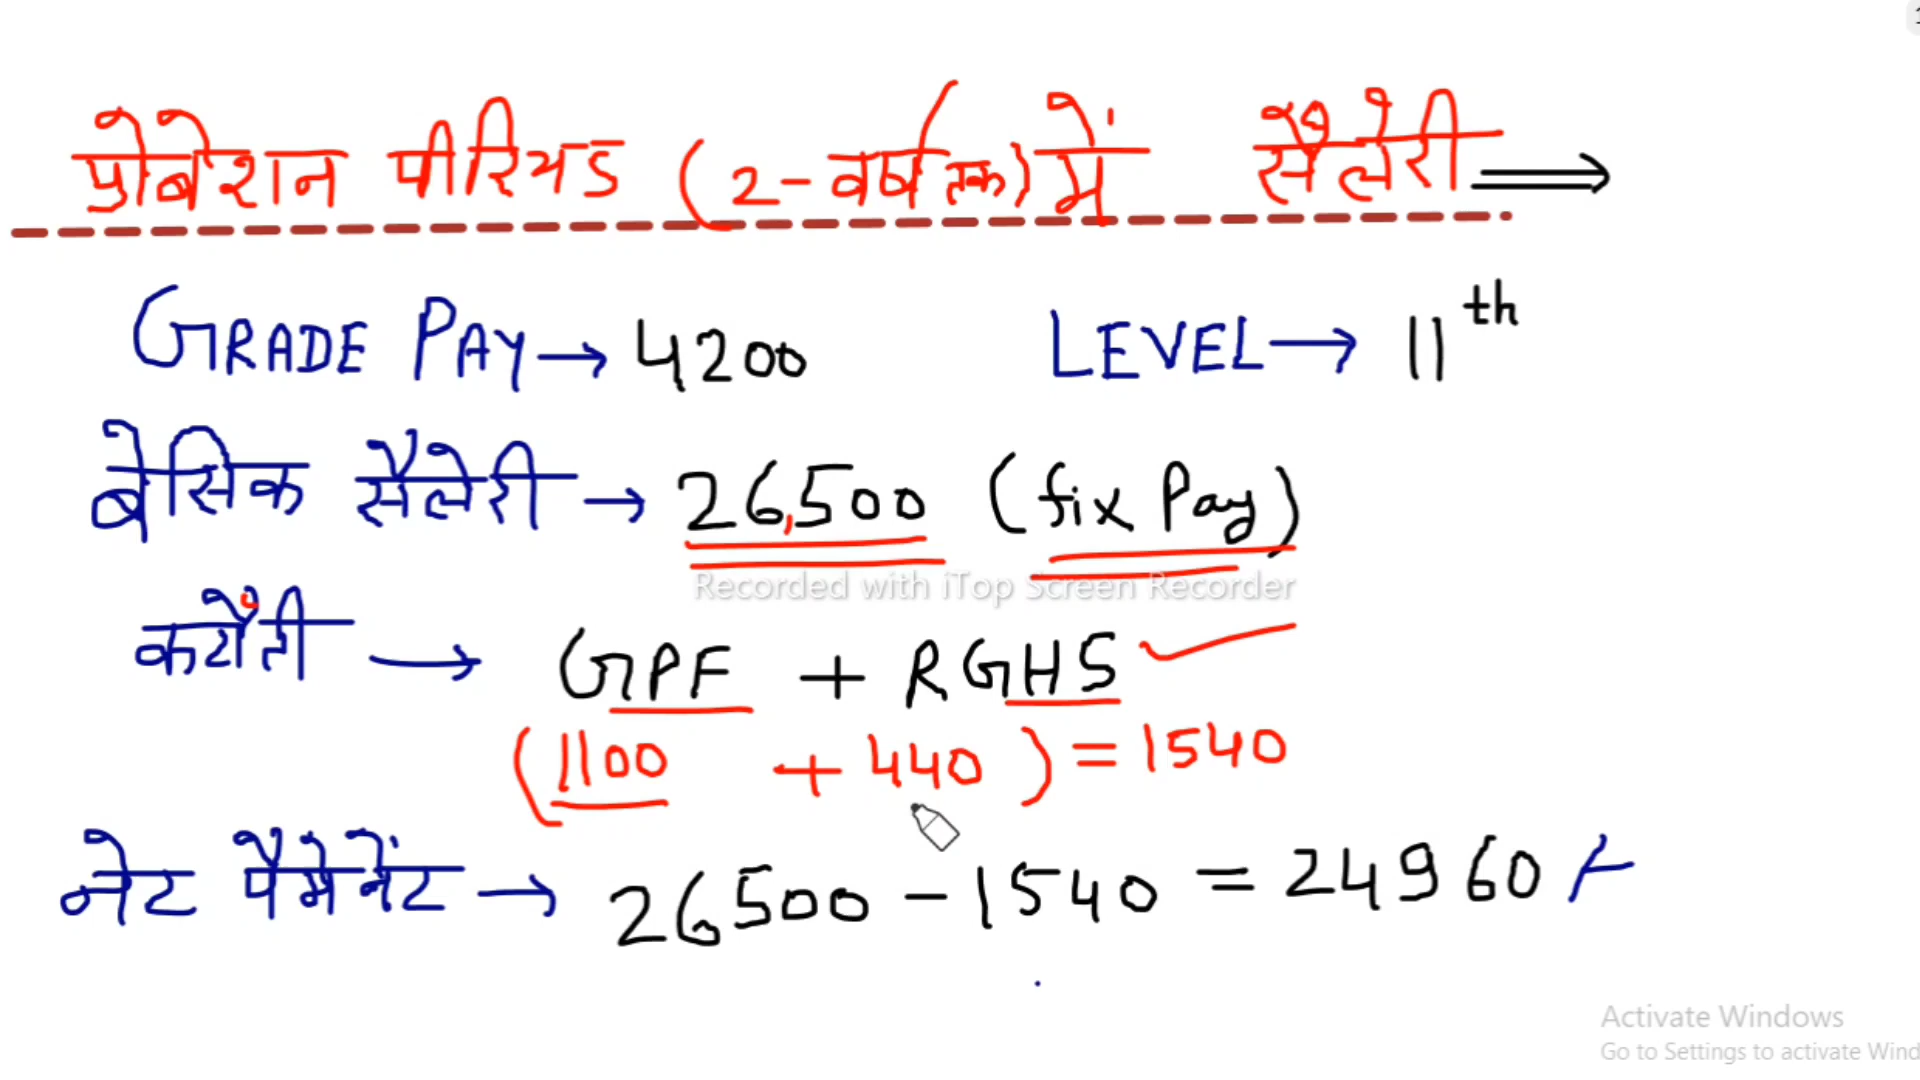 प्रोबेशन पीरियड (2-वर्ष तक) में सैलेरी
GRADE PAY → 4200 LEVEL → 11th
बेसिक सैलेरी → 26,500 (fix Pay)
Recorded with iTop Screen Recorder
कटौती → GPF + RGHS ✓
(1100 + 440) = 1540
नेट पैमेन्ट → 26500 - 1540 = 24960
Activate Windows
Go to Settings to activate Wind